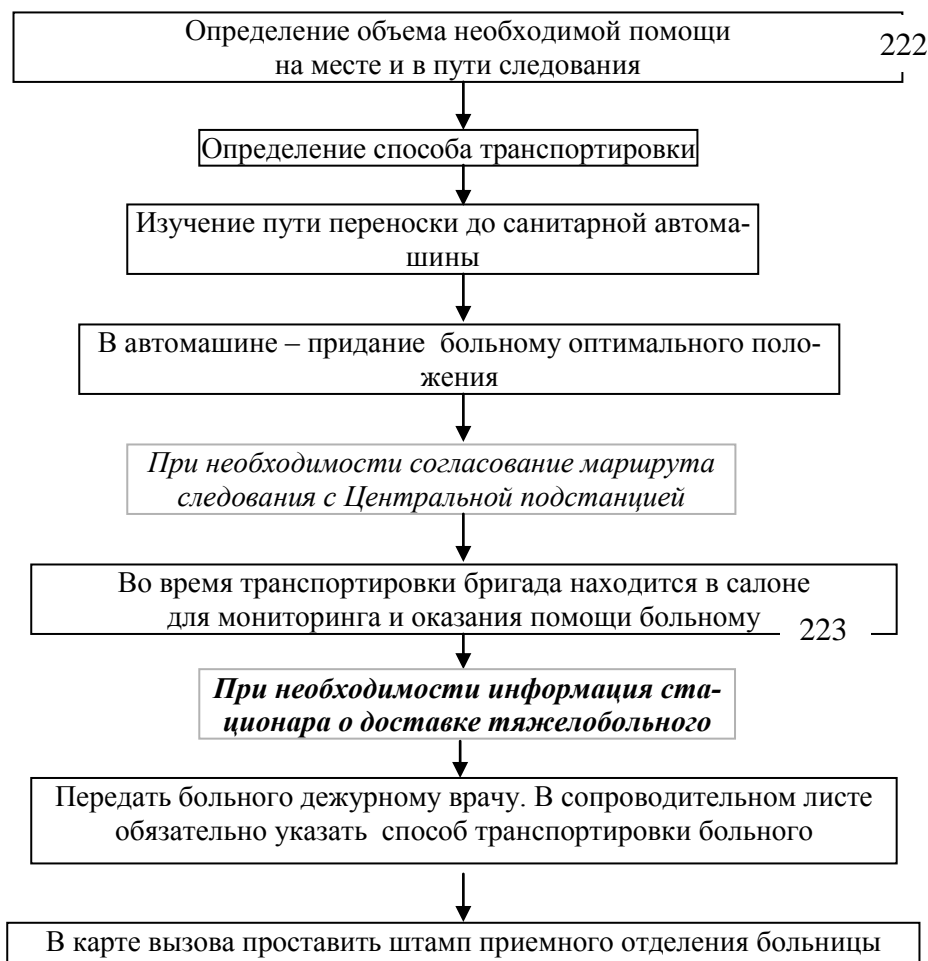 Определение объема необходимой помощи
на месте и в пути следования
222
Определение способа транспортировки
Изучение пути переноски до санитарной автома-
шины
В автомашине – придание больному оптимального поло-
жения
При необходимости согласование маршрута
следования с Центральной подстанцией
Во время транспортировки бригада находится в салоне
для мониторинга и оказания помощи больному
223
При необходимости информация ста-
ционара о доставке тяжелобольного
Передать больного дежурному врачу. В сопроводительном листе
обязательно указать способ транспортировки больного
В карте вызова проставить штамп приемного отделения больницы